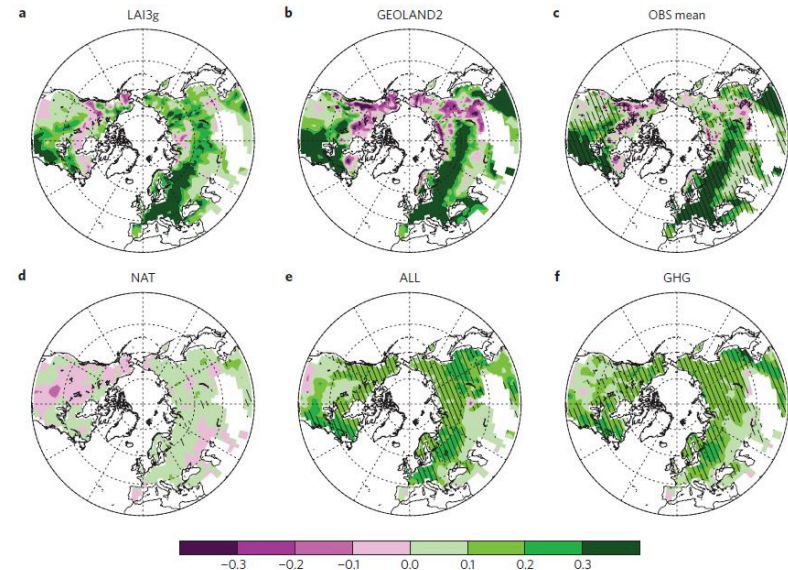 a LAI3g
b GEOLAND2
c OBS mean
d NAT
e ALL
f GHG
−0.3 −0.2 −0.1 0.0 0.1 0.2 0.3